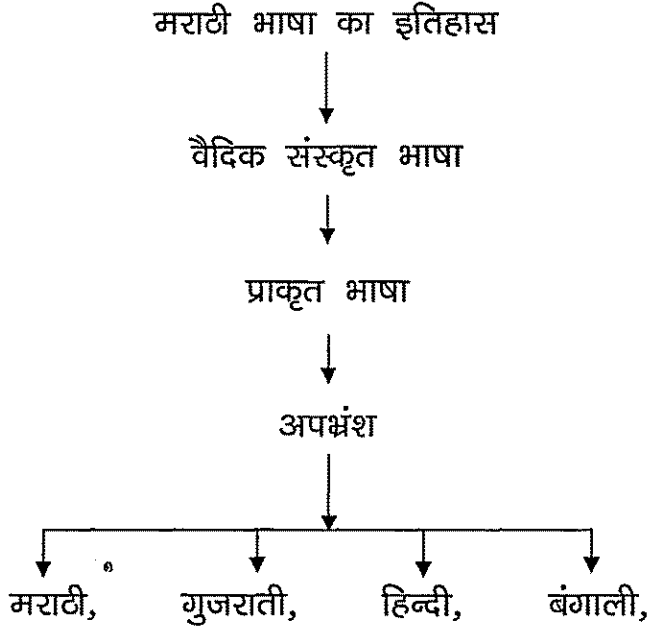 मराठी भाषा का इतिहास
वैदिक संस्कृत भाषा
प्राकृत भाषा
अपभ्रंश
मराठी, गुजराती, हिन्दी, बंगाली,